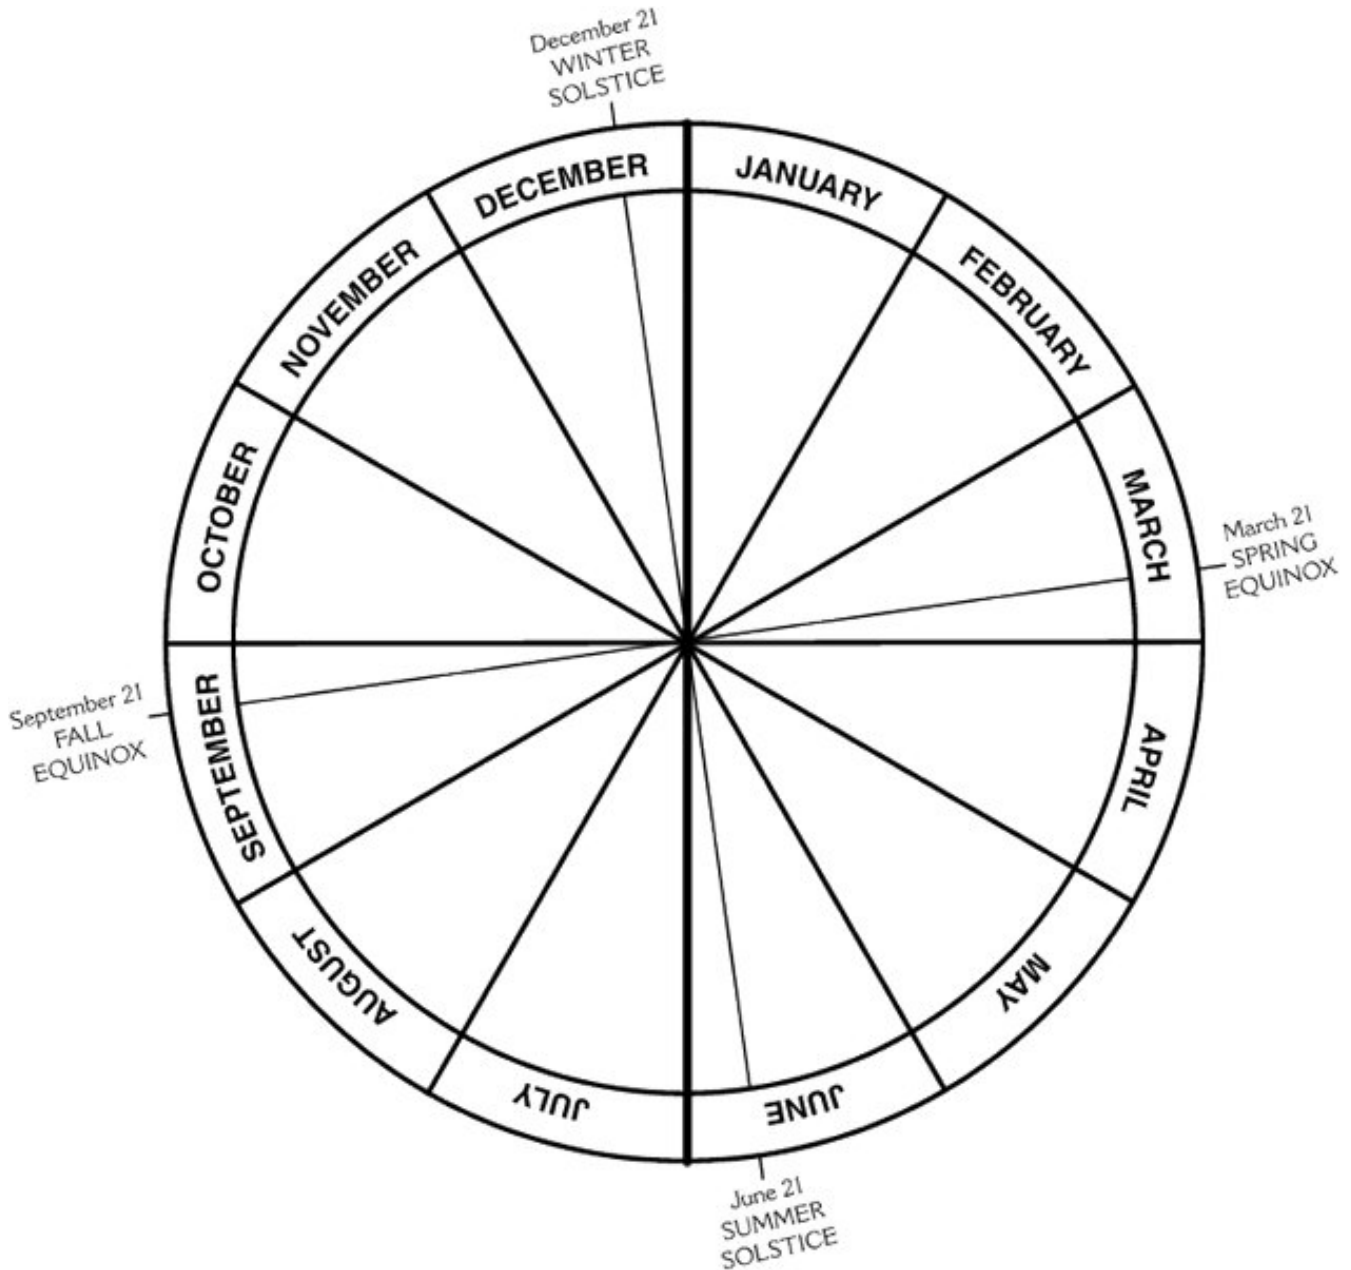 December 21
WINTER
SOLSTICE
JANUARY
FEBRUARY
MARCH
March 21
SPRING
EQUINOX
APRIL
MAY
JUNE
June 21
SUMMER
SOLSTICE
JULY
AUGUST
SEPTEMBER
September 21
FALL
EQUINOX
OCTOBER
NOVEMBER
DECEMBER